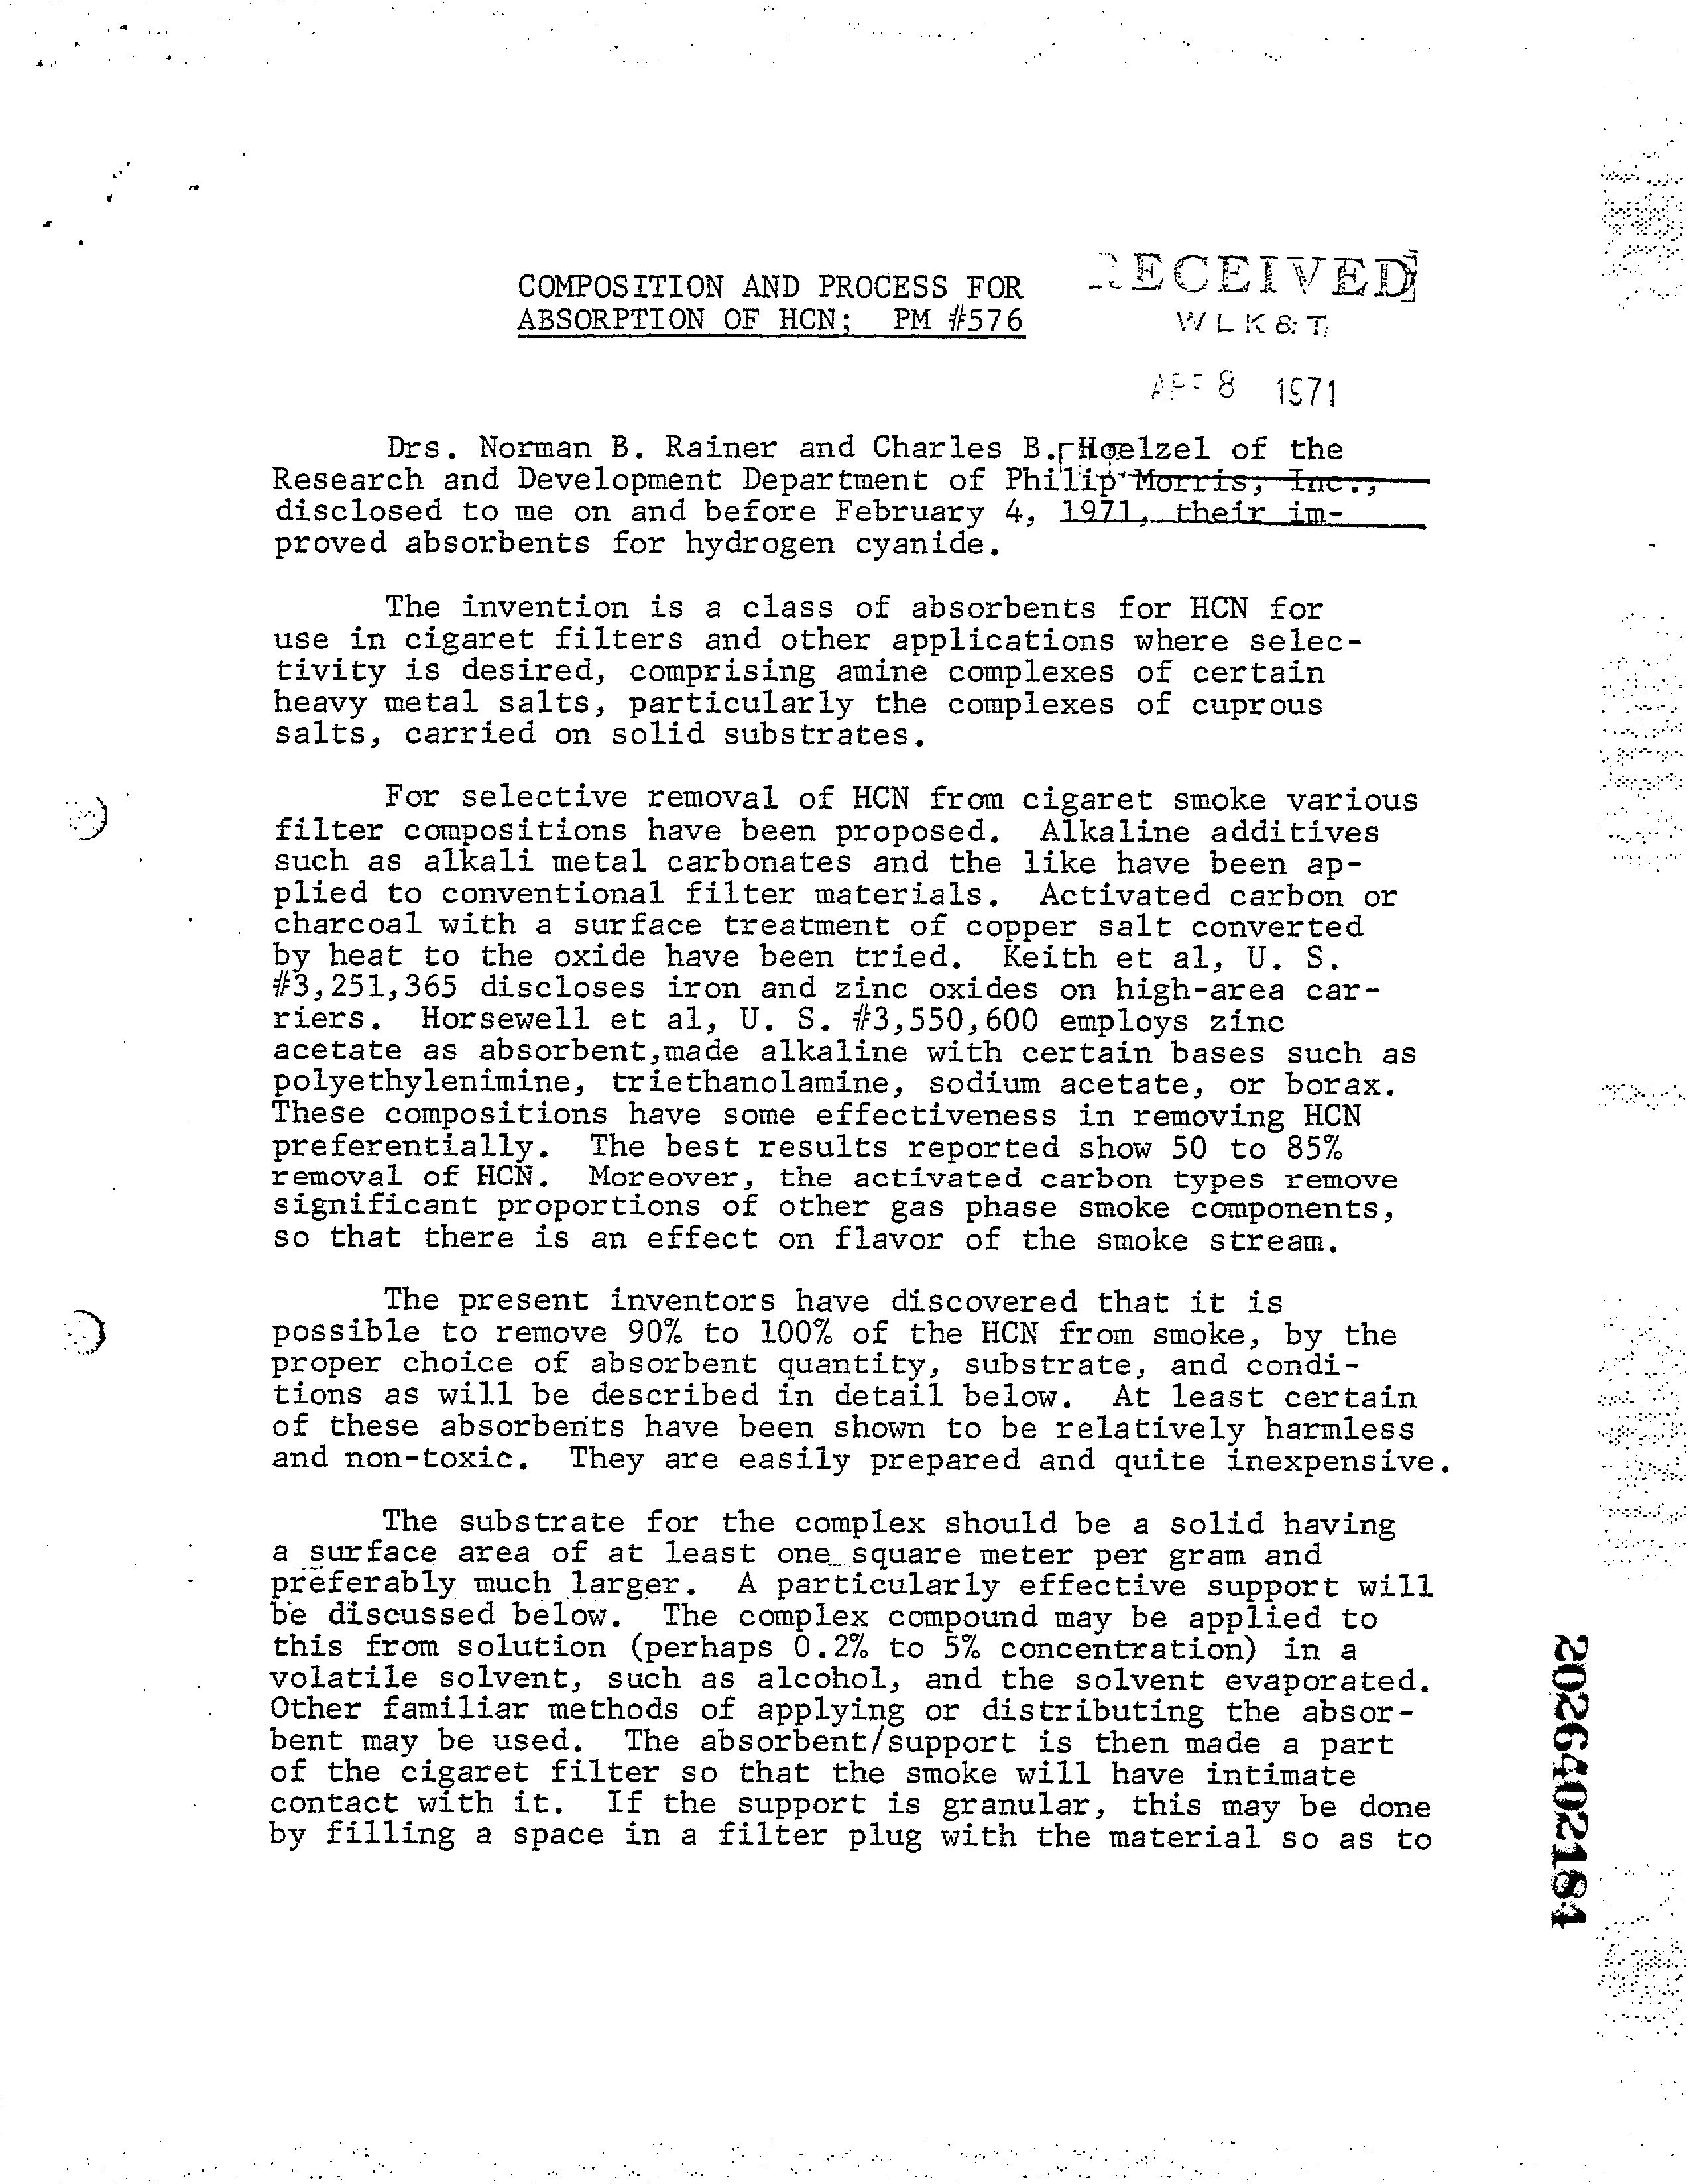 COMPOSITION AND PROCESS FOR
ABSORPTION OF HCN; PM #576
RECEIVED
WLK&T
APR 8 1971
Drs. Norman B. Rainer and Charles B. Hoelzel of the
Research and Development Department of Philip Morris, Inc.,
disclosed to me on and before February 4, 1971, their im-
proved absorbents for hydrogen cyanide.
The invention is a class of absorbents for HCN for
use in cigaret filters and other applications where selec-
tivity is desired, comprising amine complexes of certain
heavy metal salts, particularly the complexes of cuprous
salts, carried on solid substrates.
For selective removal of HCN from cigaret smoke various
filter compositions have been proposed. Alkaline additives
such as alkali metal carbonates and the like have been ap-
plied to conventional filter materials. Activated carbon or
charcoal with a surface treatment of copper salt converted
by heat to the oxide have been tried. Keith et al, U. S.
#3,251,365 discloses iron and zinc oxides on high-area car-
riers. Horsewell et al, U. S. #3,550,600 employs zinc
acetate as absorbent,made alkaline with certain bases such as
polyethylenimine, triethanolamine, sodium acetate, or borax.
These compositions have some effectiveness in removing HCN
preferentially. The best results reported show 50 to 85%
removal of HCN. Moreover, the activated carbon types remove
significant proportions of other gas phase smoke components,
so that there is an effect on flavor of the smoke stream.
The present inventors have discovered that it is
possible to remove 90% to 100% of the HCN from smoke, by the
proper choice of absorbent quantity, substrate, and condi-
tions as will be described in detail below. At least certain
of these absorbents have been shown to be relatively harmless
and non-toxic. They are easily prepared and quite inexpensive.
The substrate for the complex should be a solid having
a surface area of at least one square meter per gram and
preferably much larger. A particularly effective support will
be discussed below. The complex compound may be applied to
this from solution (perhaps 0.2% to 5% concentration) in a
volatile solvent, such as alcohol, and the solvent evaporated.
Other familiar methods of applying or distributing the absor-
bent may be used. The absorbent/support is then made a part
of the cigaret filter so that the smoke will have intimate
contact with it. If the support is granular, this may be done
by filling a space in a filter plug with the material so as to
2026402184